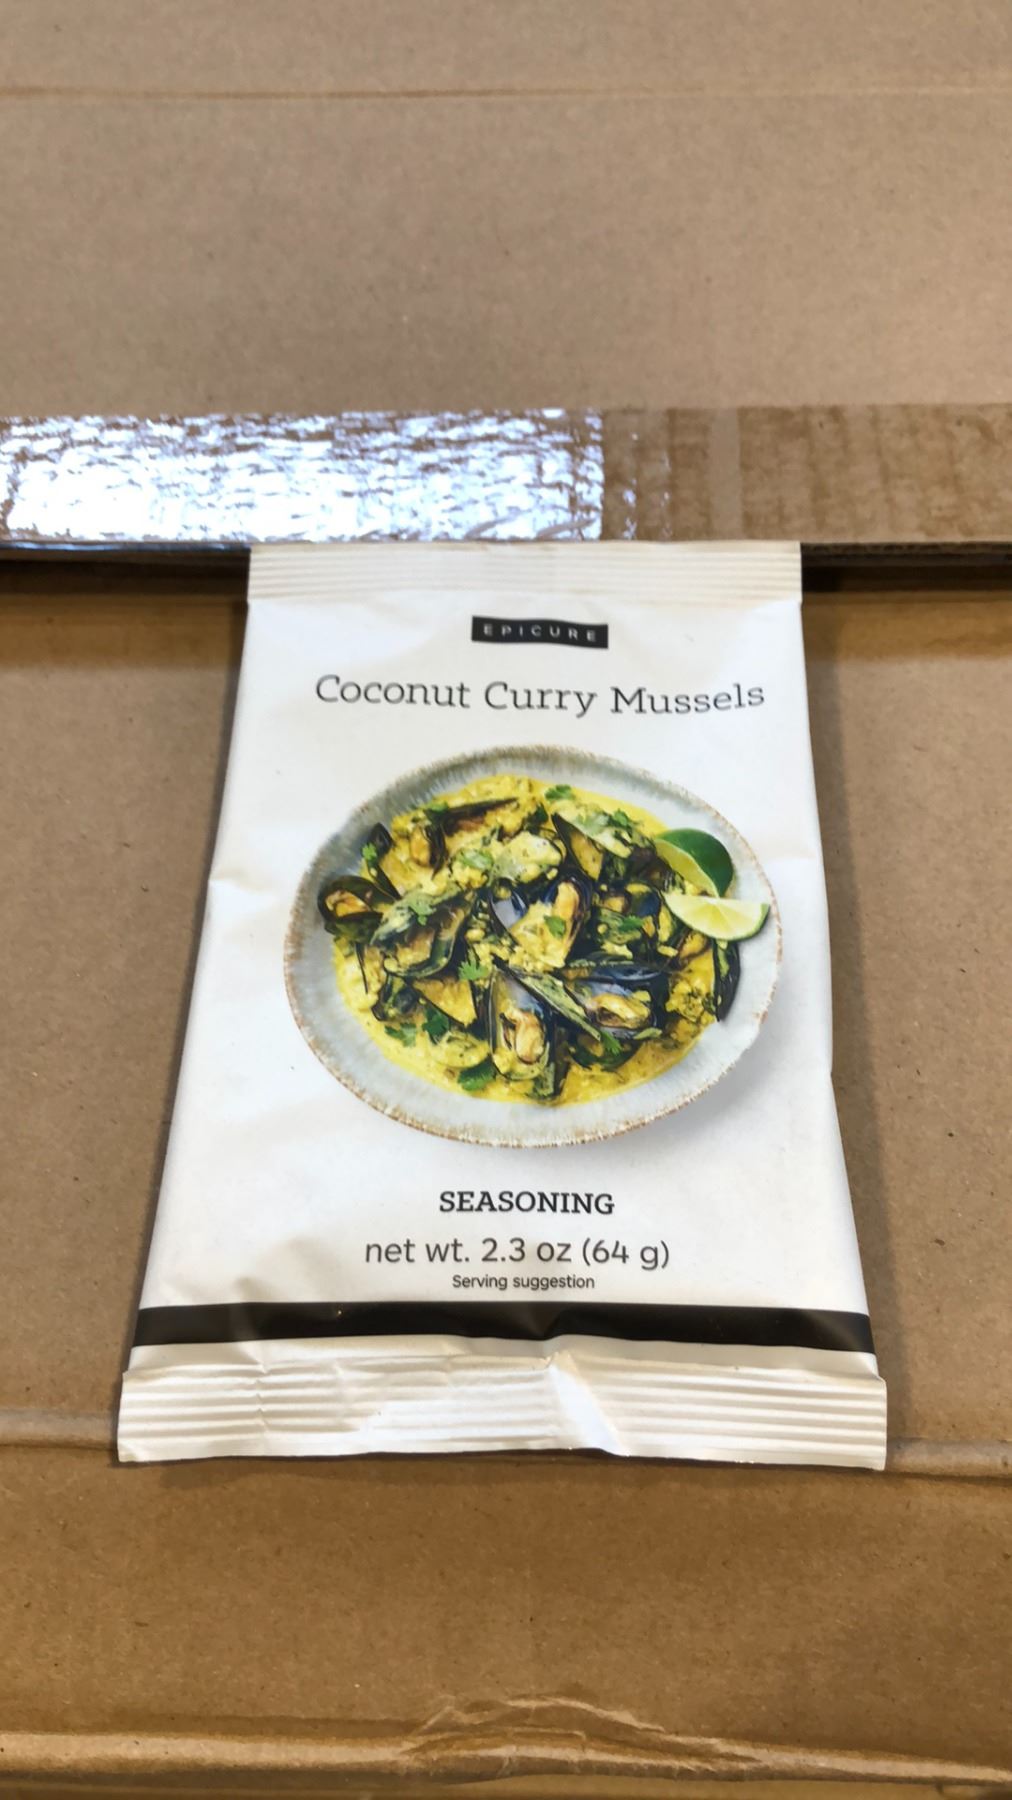 EPICURE
Coconut Curry Mussels
SEASONING
net wt. 2.3 oz (64 g)
Serving suggestion